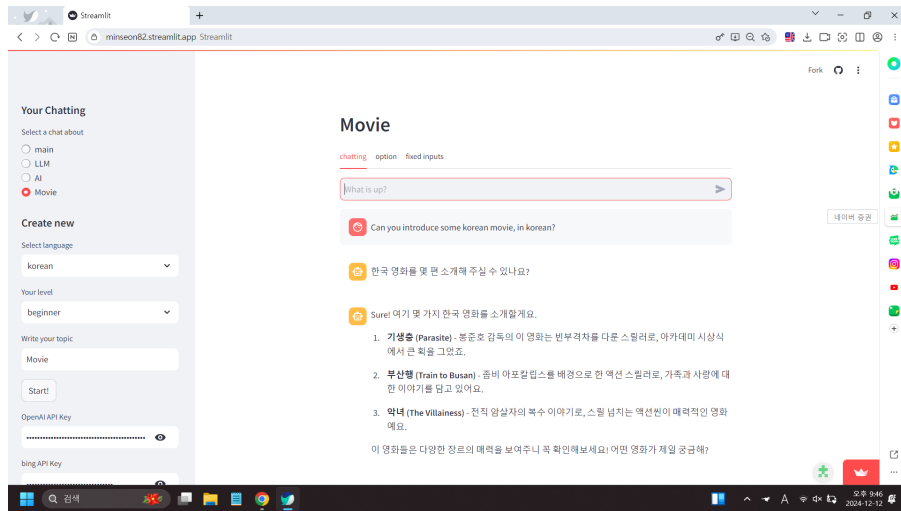 Streamlit
minseon82.streamlit.app Streamlit
Fork
Your Chatting
Select a chat about
main
LLM
AI
Movie
Create new
Select language
korean
Your level
beginner
Write your topic
Movie
Start!
OpenAI API Key
bing API Key
Movie
chatting option fixed inputs
What is up?
Can you introduce some korean movie, in korean?
한국 영화를 몇 편 소개해 주실 수 있나요?
Sure! 여기 몇 가지 한국 영화를 소개할게요.
1. 기생충 (Parasite) - 봉준호 감독의 이 영화는 빈부격차를 다룬 스릴러로, 아카데미 시상식
에서 큰 획을 그었죠.
2. 부산행 (Train to Busan) - 좀비 아포칼립스를 배경으로 한 액션 스릴러로, 가족과 사랑에 대
한 이야기를 담고 있어요.
3. 악녀 (The Villainess) - 전직 암살자의 복수 이야기로, 스릴 넘치는 액션씬이 매력적인 영화
예요.
이 영화들은 다양한 장르의 매력을 보여주니 꼭 확인해보세요! 어떤 영화가 제일 궁금해?
네이버 증권
검색
A
오후 9:46
2024-12-12